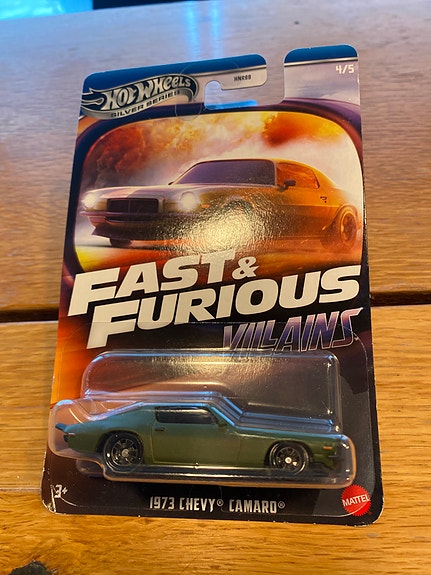 HOT WHEELS
SILVER SERIES
HNR88
4/5
FAST &
FURIOUS
VILLAINS
3+
1973 CHEVY® CAMARO®
MATTEL